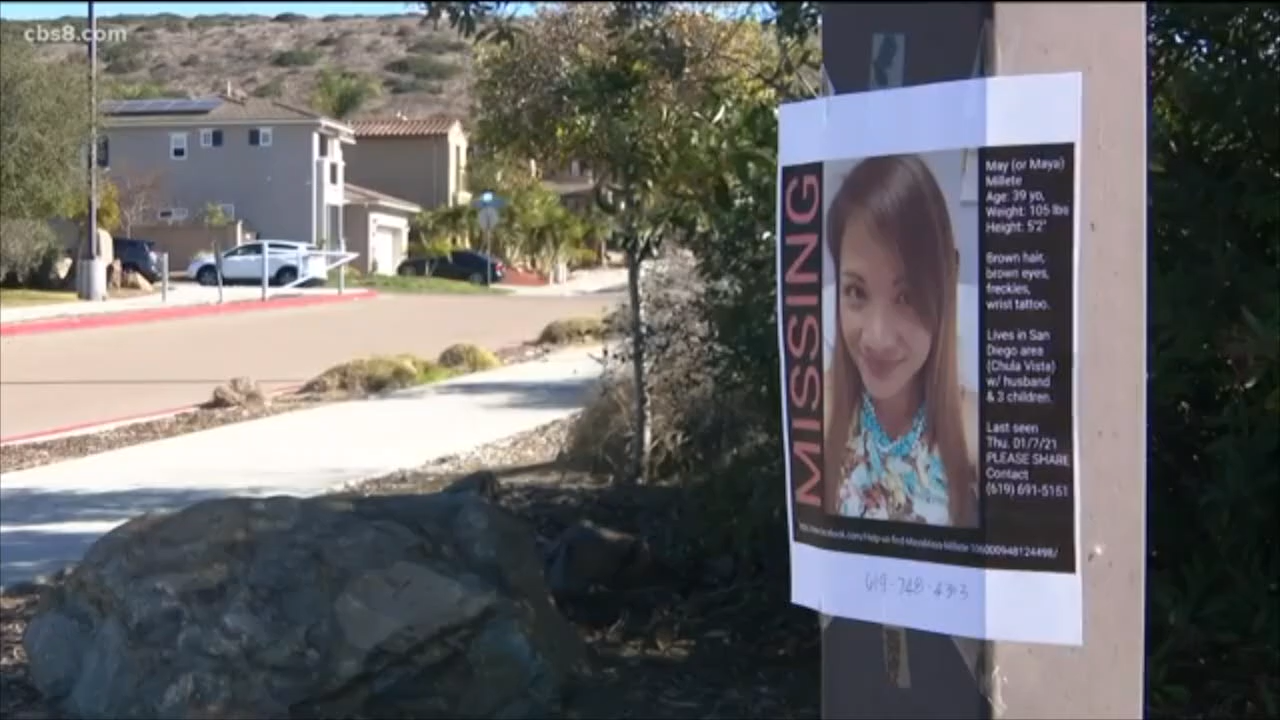 cbs8.com
MISSING
May (or Maya)
Millete
Age: 39 yo,
Weight: 105 lbs
Height: 5'2"
Brown hair,
brown eyes,
freckles,
wrist tattoo.
Lives in San
Diego area
(Chula Vista)
w/ husband
& 3 children.
Last seen
Thu. 01/7/21
PLEASE SHARE
Contact
(619) 691-5151
619-748-4313